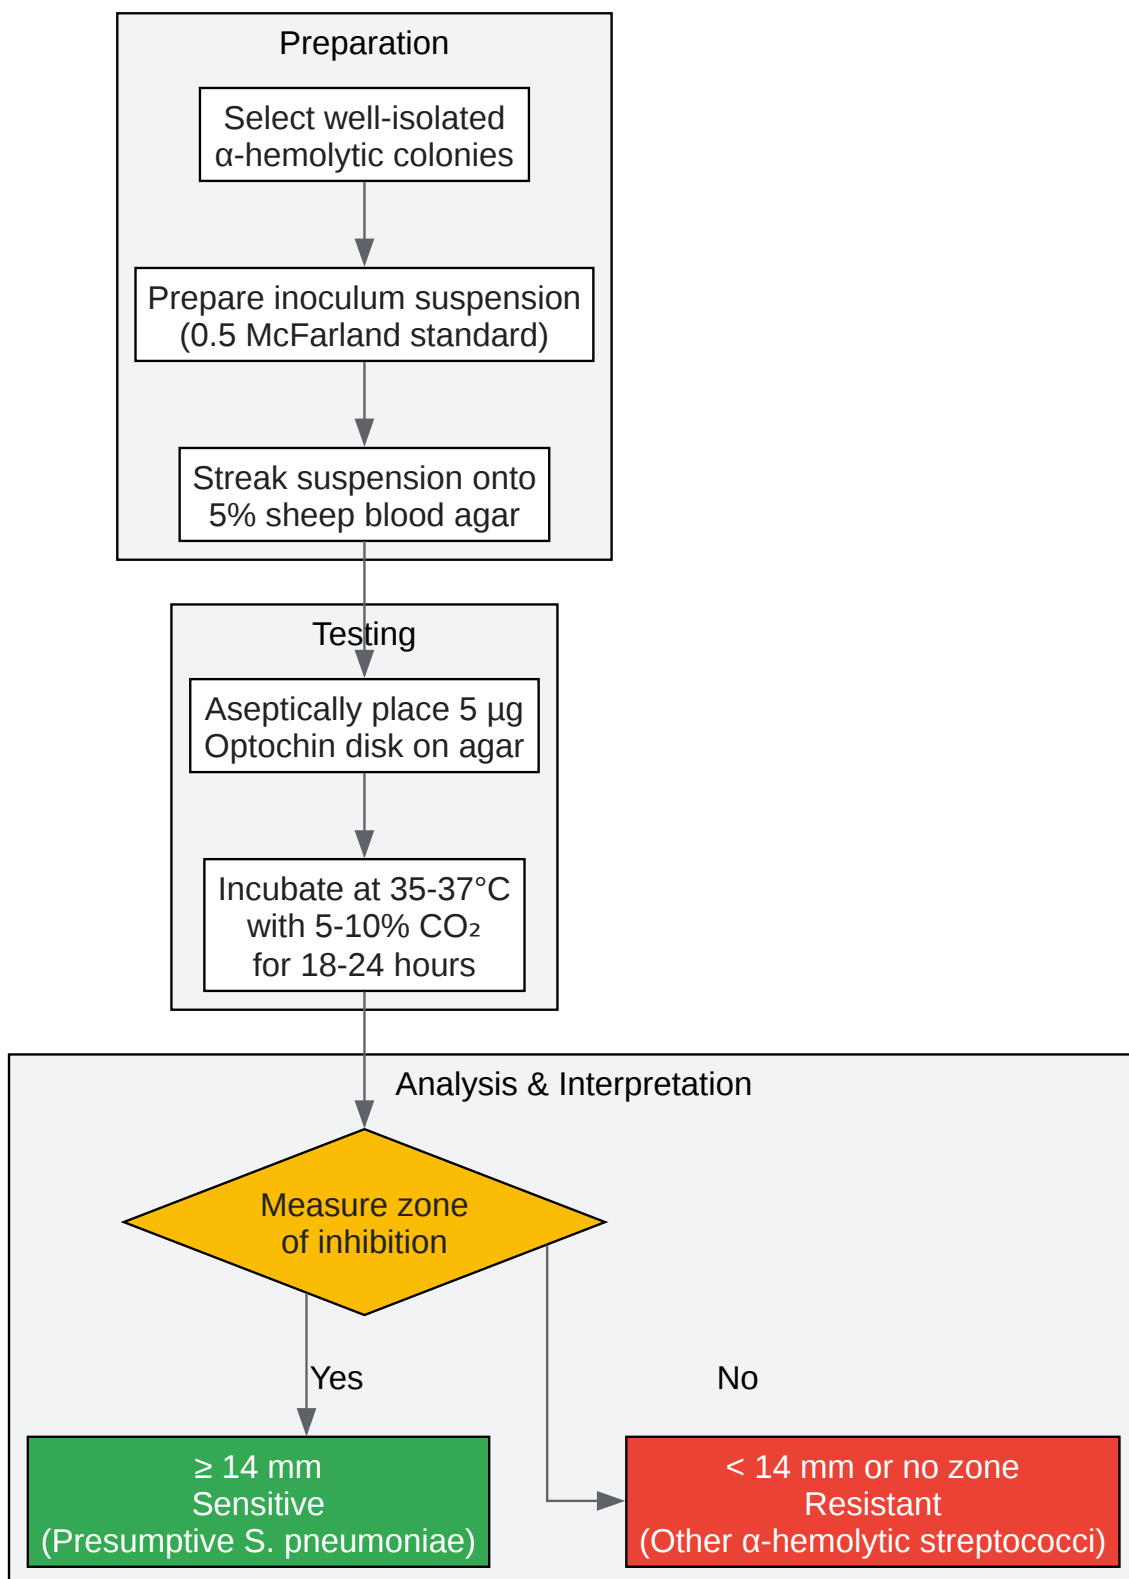 Preparation
Select well-isolated
α-hemolytic colonies
Prepare inoculum suspension
(0.5 McFarland standard)
Streak suspension onto
5% sheep blood agar
Testing
Aseptically place 5 µg
Optochin disk on agar
Incubate at 35-37°C
with 5-10% CO₂
for 18-24 hours
Analysis & Interpretation
Measure zone
of inhibition
Yes
No
≥ 14 mm
Sensitive
(Presumptive S. pneumoniae)
< 14 mm or no zone
Resistant
(Other α-hemolytic streptococci)